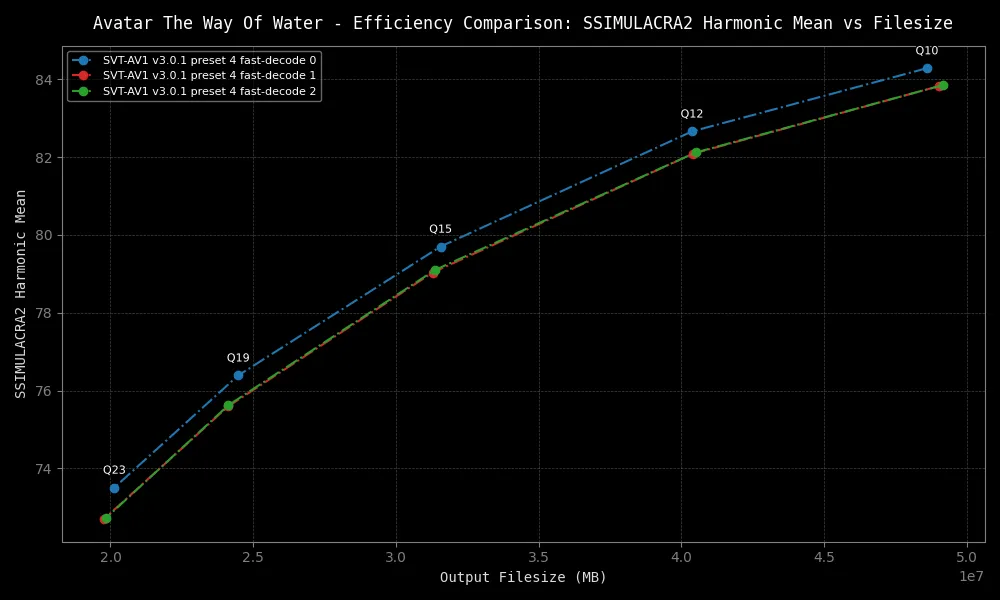 Avatar The Way Of Water - Efficiency Comparison: SSIMULACRA2 Harmonic Mean vs Filesize
SVT-AV1 v3.0.1 preset 4 fast-decode 0
SVT-AV1 v3.0.1 preset 4 fast-decode 1
SVT-AV1 v3.0.1 preset 4 fast-decode 2
Q10
Q12
Q15
Q19
Q23
SSIMULACRA2 Harmonic Mean
84
82
80
78
76
74
2.0 2.5 3.0 3.5 4.0 4.5 5.0
1e7
Output Filesize (MB)